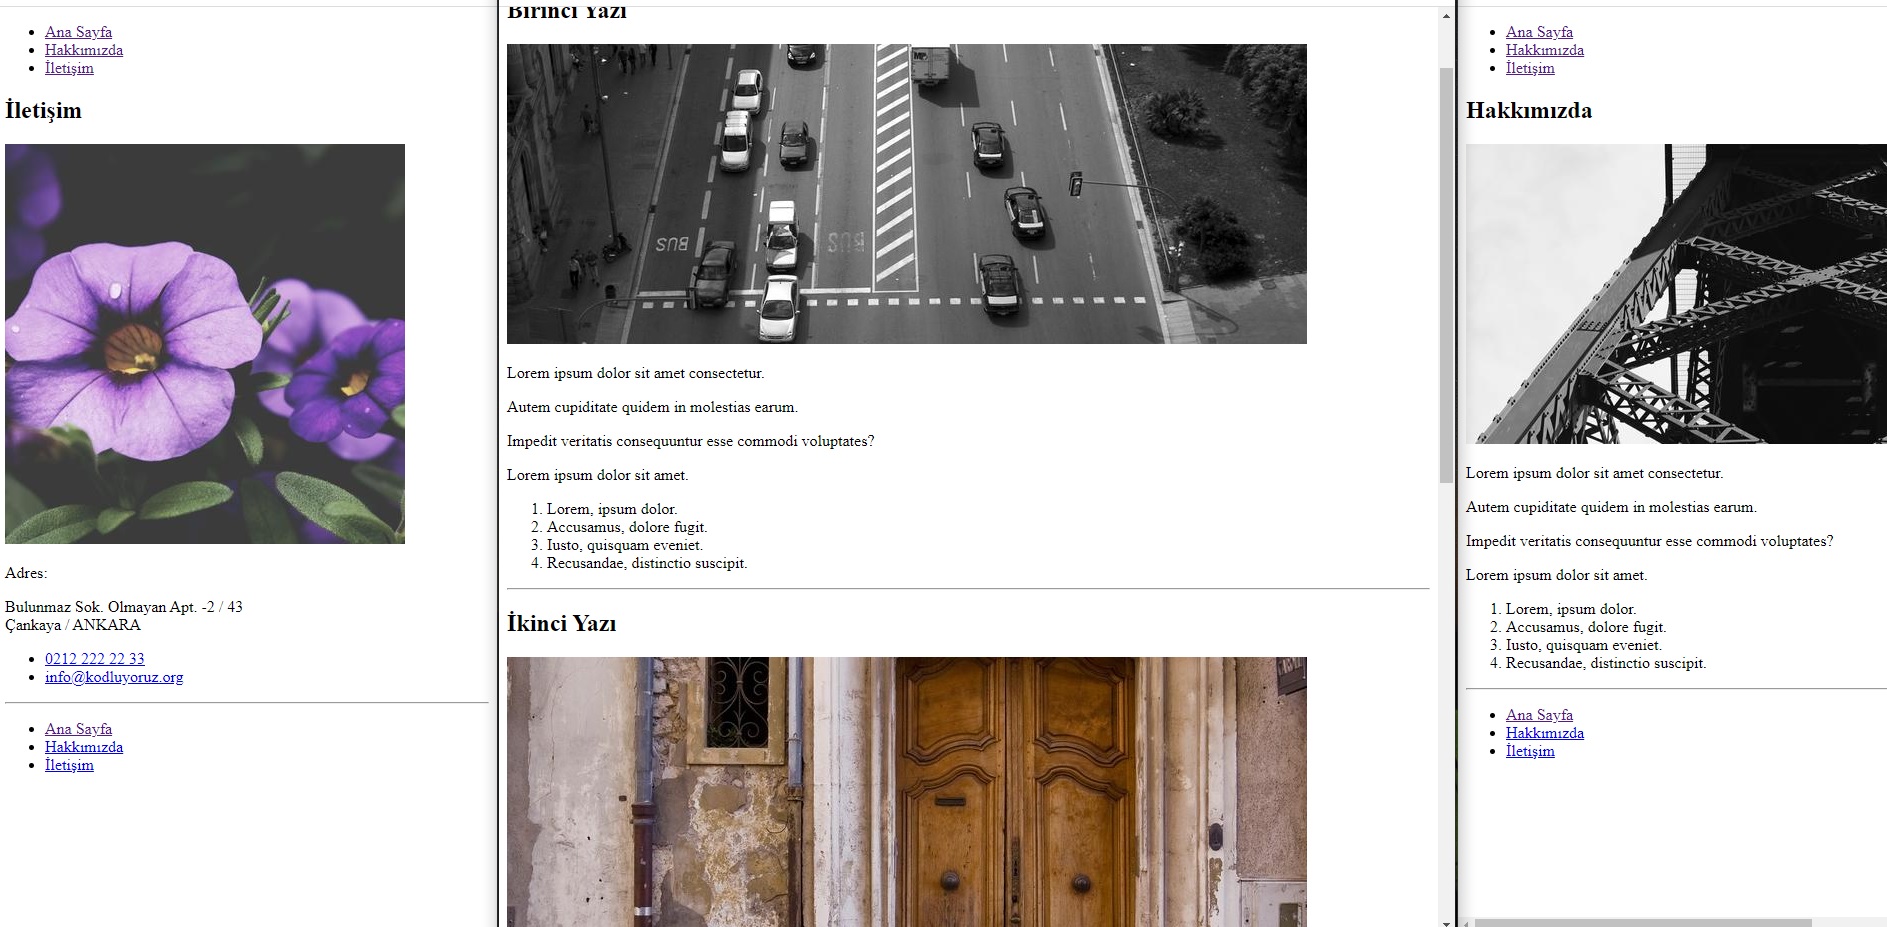 Ana Sayfa
Hakkımızda
İletişim
İletişim
Adres:
Bulunmaz Sok. Olmayan Apt. -2 / 43
Çankaya / ANKARA
0212 222 22 33
info@kodluyoruz.org
Ana Sayfa
Hakkımızda
İletişim
Birinci Yazı
BUS
BUS
Lorem ipsum dolor sit amet consectetur.
Autem cupiditate quidem in molestias earum.
Impedit veritatis consequuntur esse commodi voluptates?
Lorem ipsum dolor sit amet.
1. Lorem, ipsum dolor.
2. Accusamus, dolore fugit.
3. Iusto, quisquam eveniet.
4. Recusandae, distinctio suscipit.
İkinci Yazı
Ana Sayfa
Hakkımızda
İletişim
Hakkımızda
Lorem ipsum dolor sit amet consectetur.
Autem cupiditate quidem in molestias earum.
Impedit veritatis consequuntur esse commodi voluptates?
Lorem ipsum dolor sit amet.
1. Lorem, ipsum dolor.
2. Accusamus, dolore fugit.
3. Iusto, quisquam eveniet.
4. Recusandae, distinctio suscipit.
Ana Sayfa
Hakkımızda
İletişim